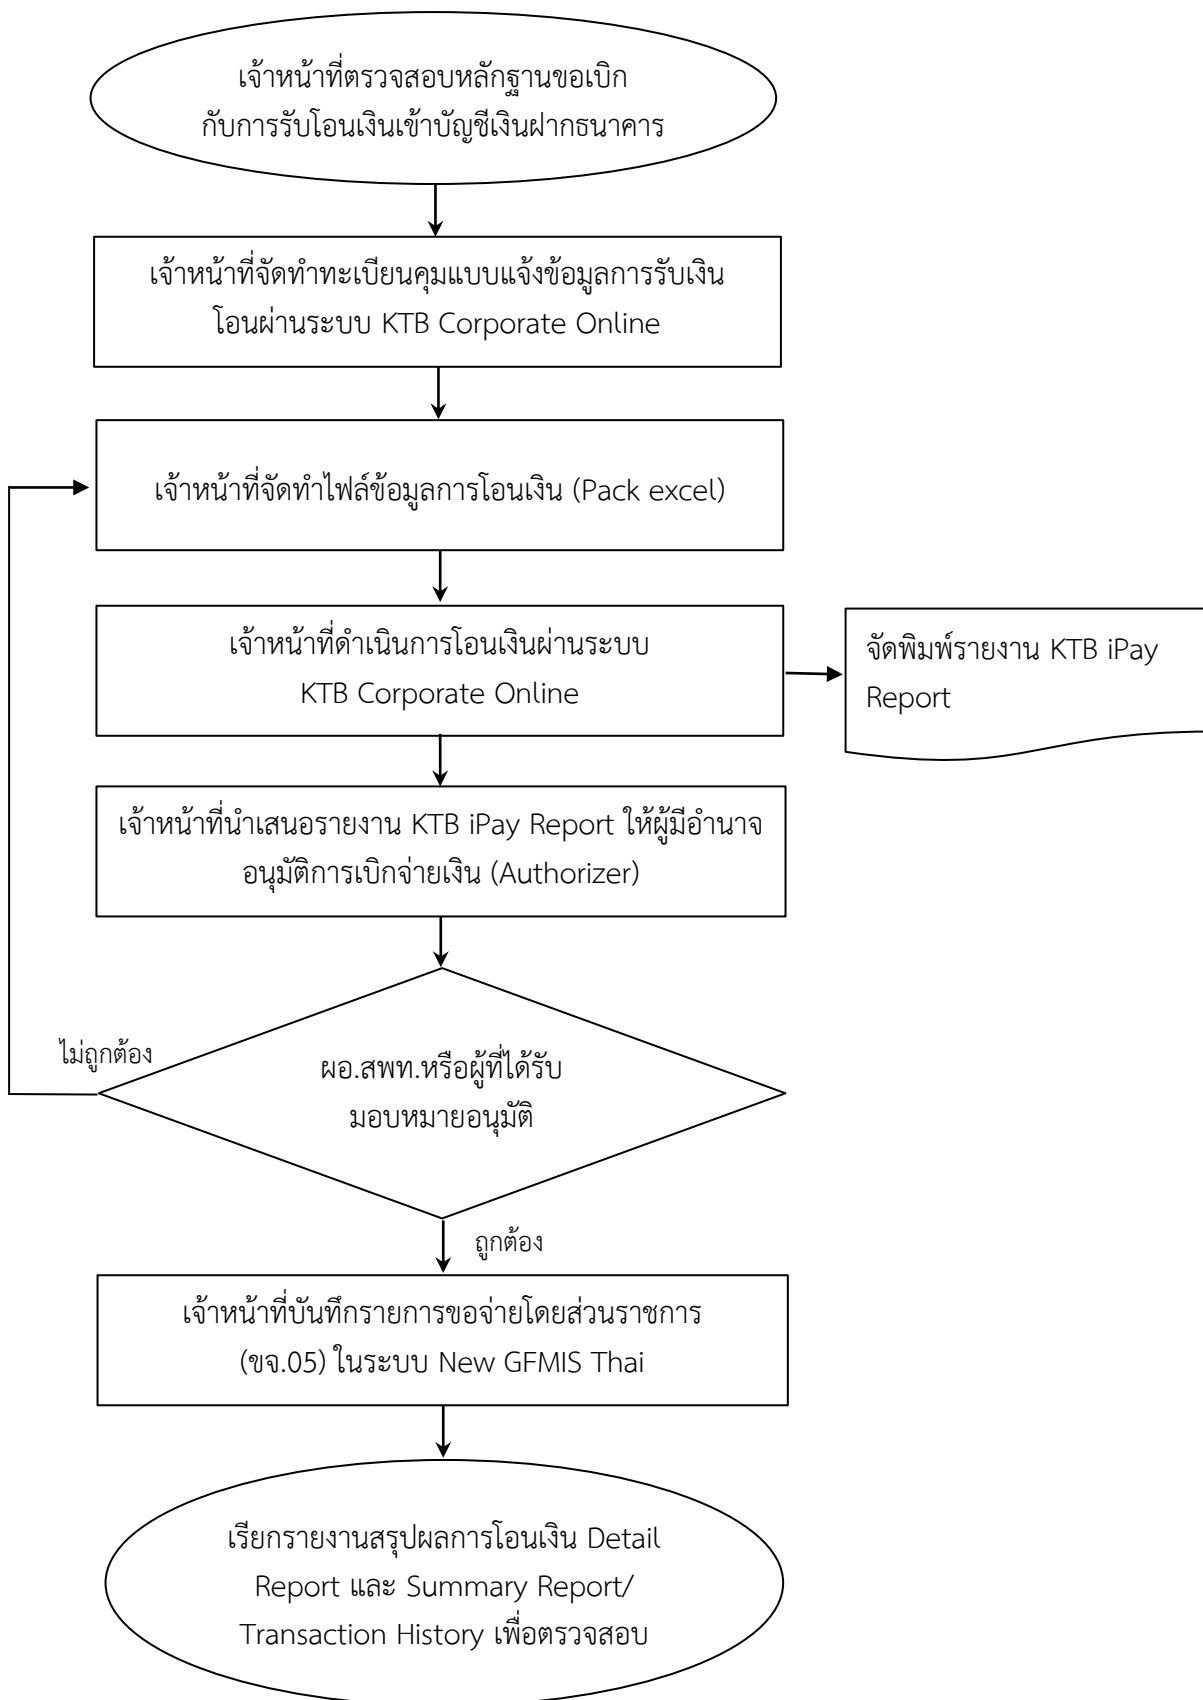 เจ้าหน้าที่ตรวจสอบหลักฐานขอเบิก
กับการรับโอนเงินเข้าบัญชีเงินฝากธนาคาร
เจ้าหน้าที่จัดทำทะเบียนคุมแบบแจ้งข้อมูลการรับเงิน
โอนผ่านระบบ KTB Corporate Online
เจ้าหน้าที่จัดทำไฟล์ข้อมูลการโอนเงิน (Pack excel)
เจ้าหน้าที่ดำเนินการโอนเงินผ่านระบบ
KTB Corporate Online
จัดพิมพ์รายงาน KTB iPay
Report
เจ้าหน้าที่นำเสนอรายงาน KTB iPay Report ให้ผู้มีอำนาจ
อนุมัติการเบิกจ่ายเงิน (Authorizer)
ไม่ถูกต้อง
ผอ.สพท.หรือผู้ที่ได้รับ
มอบหมายอนุมัติ
ถูกต้อง
เจ้าหน้าที่บันทึกรายการขอจ่ายโดยส่วนราชการ
(ขจ.05) ในระบบ New GFMIS Thai
เรียกรายงานสรุปผลการโอนเงิน Detail
Report และ Summary Report/
Transaction History เพื่อตรวจสอบ